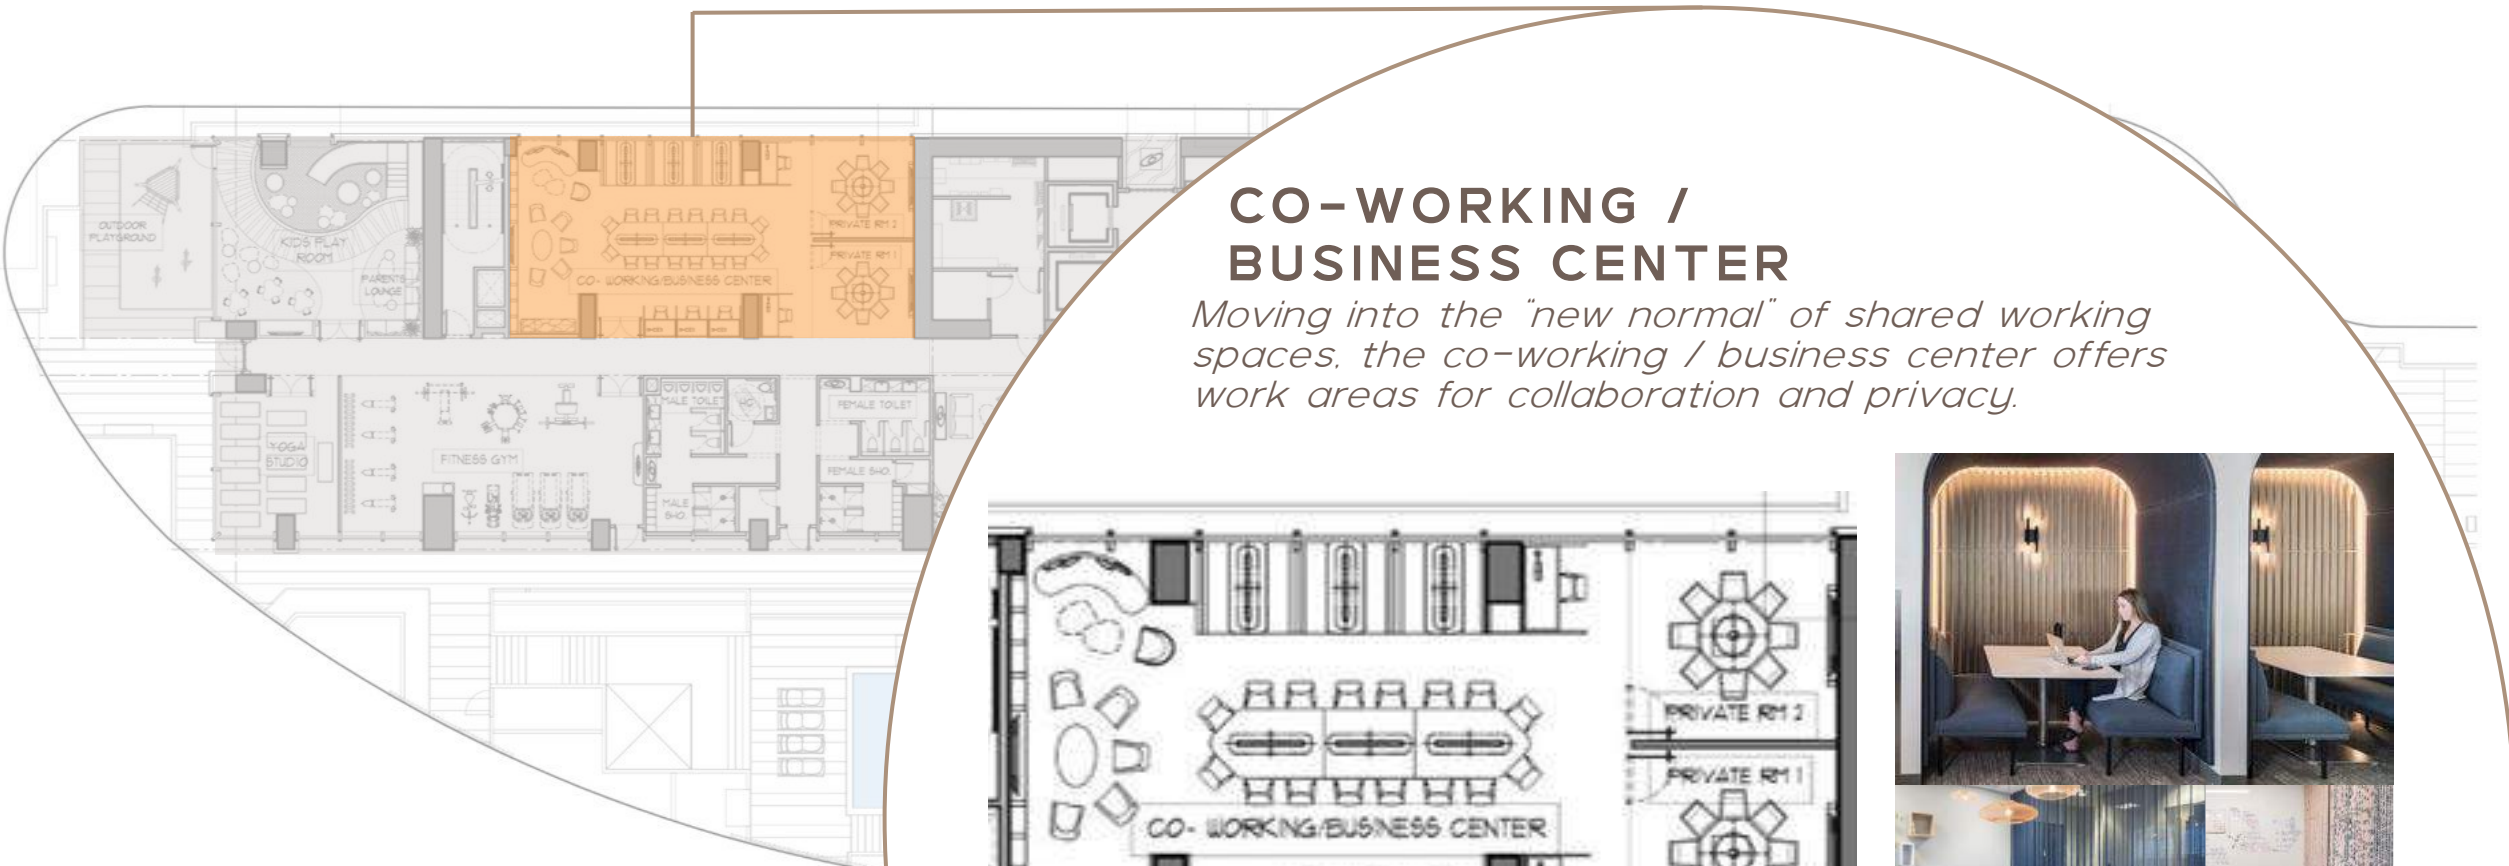 CO-WORKING /
BUSINESS CENTER
Moving into the "new normal" of shared working
spaces, the co-working / business center offers
work areas for collaboration and privacy.
OUTDOOR
PLAYGROUND
KIDS PLAY
ROOM
PARENTS
LOUNGE
CO- WORKING/BUSINESS CENTER
PRIVATE RM 2
PRIVATE RM 1
YOGA
STUDIO
FITNESS GYM
MALE TOILET
HC
FEMALE TOILET
MALE
SHO.
FEMALE SHO.
PRIVATE RM 2
PRIVATE RM 1
CO- WORKING/BUSINESS CENTER